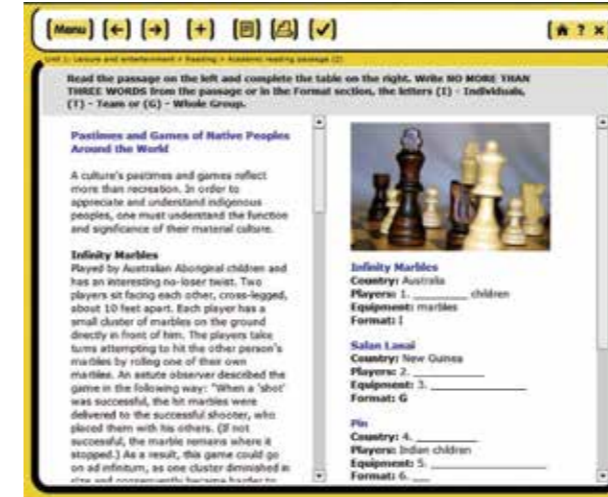 Menu
Unit 1: Leisure and entertainment > Reading > Academic reading passage (2)
Read the passage on the left and complete the table on the right. Write NO MORE THAN
THREE WORDS from the passage or in the Format section, the letters (I) - Individuals,
(T) - Team or (G) - Whole Group.
Pastimes and Games of Native Peoples
Around the World
A culture's pastimes and games reflect
more than recreation. In order to
appreciate and understand indigenous
peoples, one must understand the function
and significance of their material culture.
Infinity Marbles
Played by Australian Aboriginal children and
has an interesting no-loser twist. Two
players sit facing each other, cross-legged,
about 10 feet apart. Each player has a
small cluster of marbles on the ground
directly in front of him. The players take
turns attempting to hit the other person's
marbles by rolling one of their own
marbles. An astute observer described the
game in the following way: "When a 'shot'
was successful, the hit marbles were
delivered to the successful shooter, who
placed them with his others. (If not
successful, the marble remains where it
stopped.) As a result, this game could go
on ad infinitum, as one cluster diminished in
size and consequently became harder to
Infinity Marbles
Country: Australia
Players: 1. ________ children
Equipment: marbles
Format: I
Salan Lawai
Country: New Guinea
Players: 2. ________
Equipment: 3. ________
Format: G
Pin
Country: 4. ________
Players: Indian children
Equipment: 5. ________
Format: 6. ___